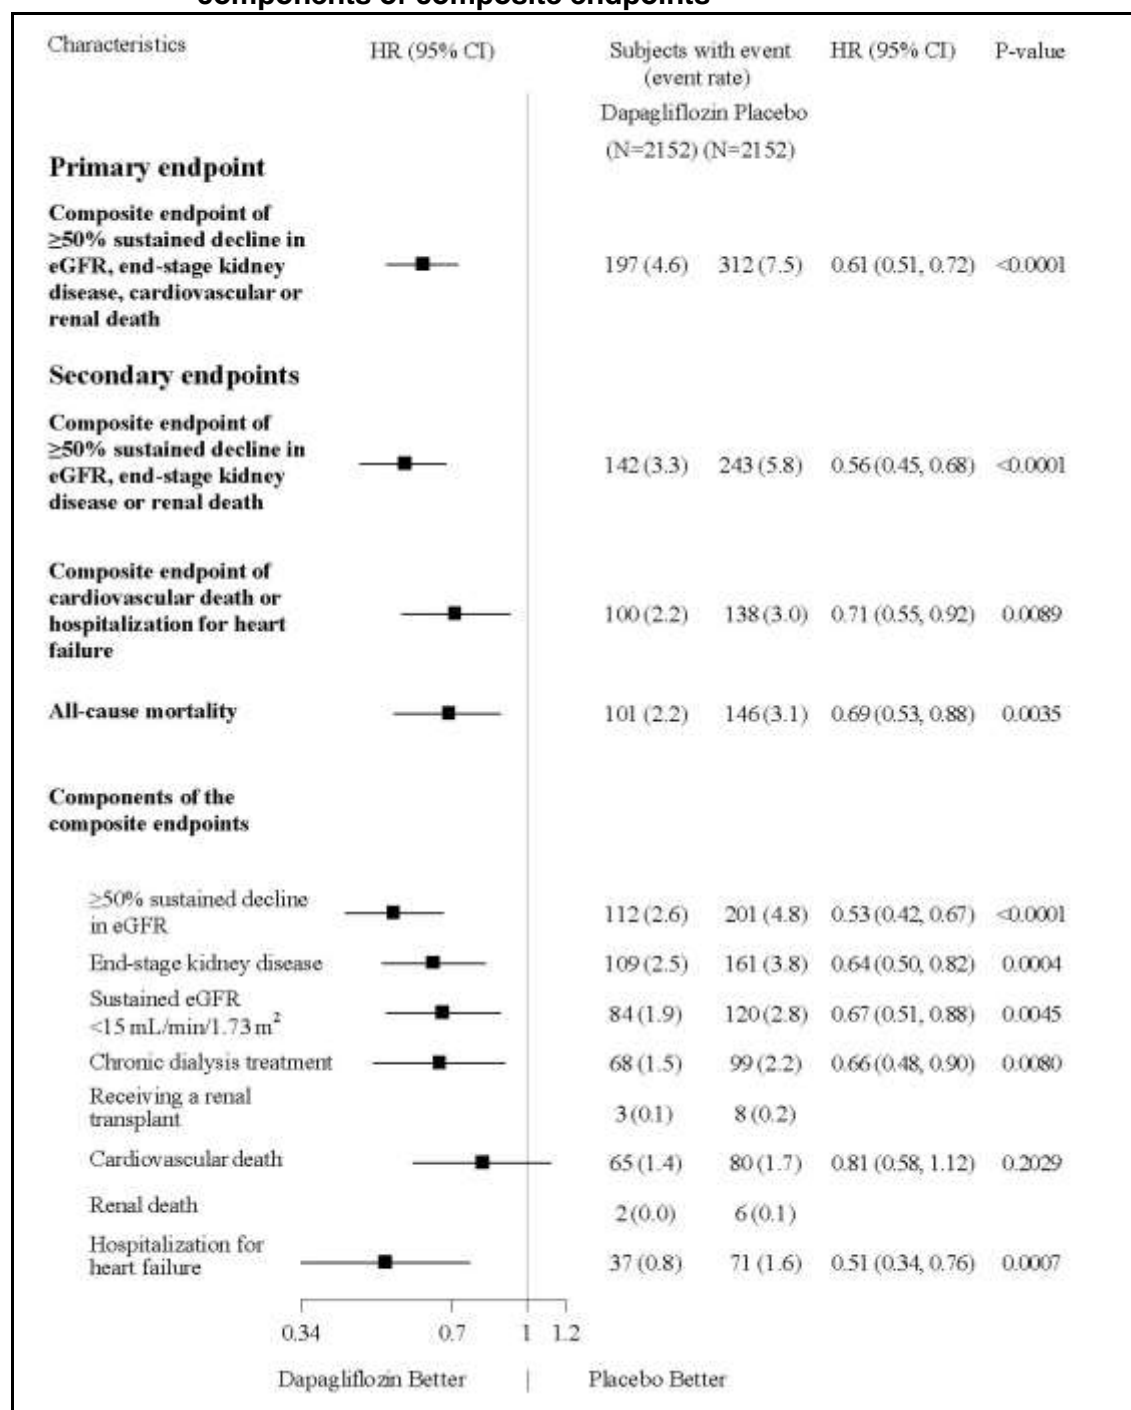 components of composite endpoints
Characteristics HR (95% CI) Subjects with event HR (95% CI) P-value
(event rate)
Dapagliflozin Placebo
(N=2152) (N=2152)
Primary endpoint
Composite endpoint of
≥50% sustained decline in
eGFR, end-stage kidney 197 (4.6) 312 (7.5) 0.61 (0.51, 0.72) <0.0001
disease, cardiovascular or
renal death
Secondary endpoints
Composite endpoint of
≥50% sustained decline in
eGFR, end-stage kidney 142 (3.3) 243 (5.8) 0.56 (0.45, 0.68) <0.0001
disease or renal death
Composite endpoint of
cardiovascular death or
hospitalization for heart 100 (2.2) 138 (3.0) 0.71 (0.55, 0.92) 0.0089
failure
All-cause mortality 101 (2.2) 146 (3.1) 0.69 (0.53, 0.88) 0.0035
Components of the
composite endpoints
≥50% sustained decline
in eGFR 112 (2.6) 201 (4.8) 0.53 (0.42, 0.67) <0.0001
End-stage kidney disease 109 (2.5) 161 (3.8) 0.64 (0.50, 0.82) 0.0004
Sustained eGFR
<15 mL/min/1.73 m² 84 (1.9) 120 (2.8) 0.67 (0.51, 0.88) 0.0045
Chronic dialysis treatment 68 (1.5) 99 (2.2) 0.66 (0.48, 0.90) 0.0080
Receiving a renal
transplant 3 (0.1) 8 (0.2)
Cardiovascular death 65 (1.4) 80 (1.7) 0.81 (0.58, 1.12) 0.2029
Renal death 2 (0.0) 6 (0.1)
Hospitalization for
heart failure 37 (0.8) 71 (1.6) 0.51 (0.34, 0.76) 0.0007
0.34 0.7 1 1.2
Dapagliflozin Better | Placebo Better